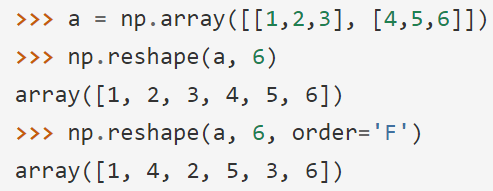 >>> a = np.array([[1,2,3], [4,5,6]])
>>> np.reshape(a, 6)
array([1, 2, 3, 4, 5, 6])
>>> np.reshape(a, 6, order='F')
array([1, 4, 2, 5, 3, 6])